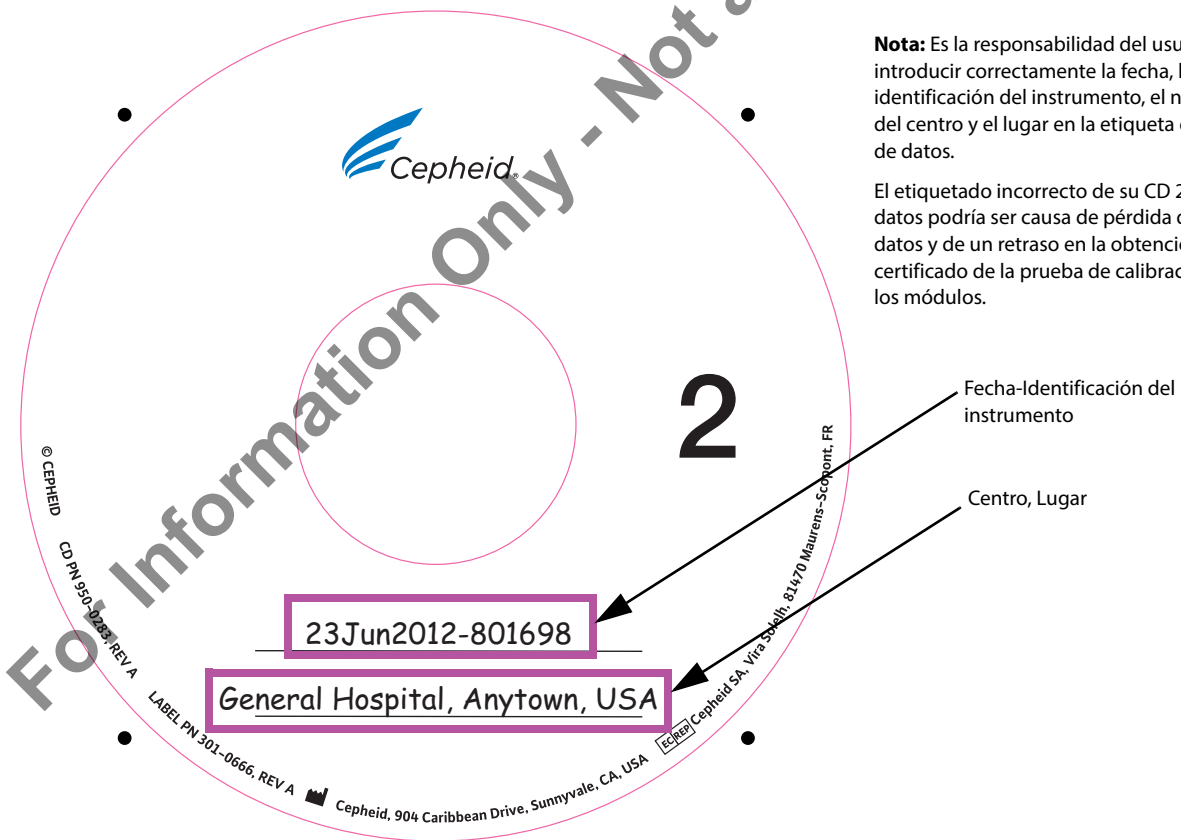 For Information Only - Not a
Nota: Es la responsabilidad del usu
introducir correctamente la fecha, l
identificación del instrumento, el n
del centro y el lugar en la etiqueta
de datos.
El etiquetado incorrecto de su CD 2
datos podría ser causa de pérdida
datos y de un retraso en la obtenci
certificado de la prueba de calibrac
los módulos.
Cepheid®
2
Fecha-Identificación del
instrumento
Centro, Lugar
23Jun2012-801698
General Hospital, Anytown, USA
© CEPHEID CD PN 950-0283, REV A LABEL PN 301-0666, REV A Cepheid, 904 Caribbean Drive, Sunnyvale, CA, USA EC REP Cepheid SA, Vira Solelh, 81470 Maurens-Scopont, FR